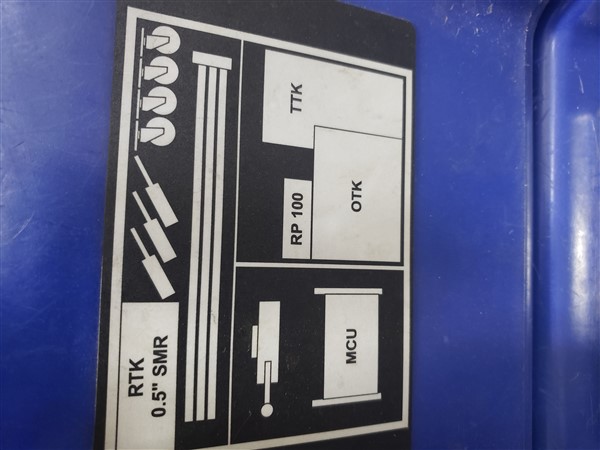 RTK
0.5" SMR
TTK
OTK
RP 100
MCU